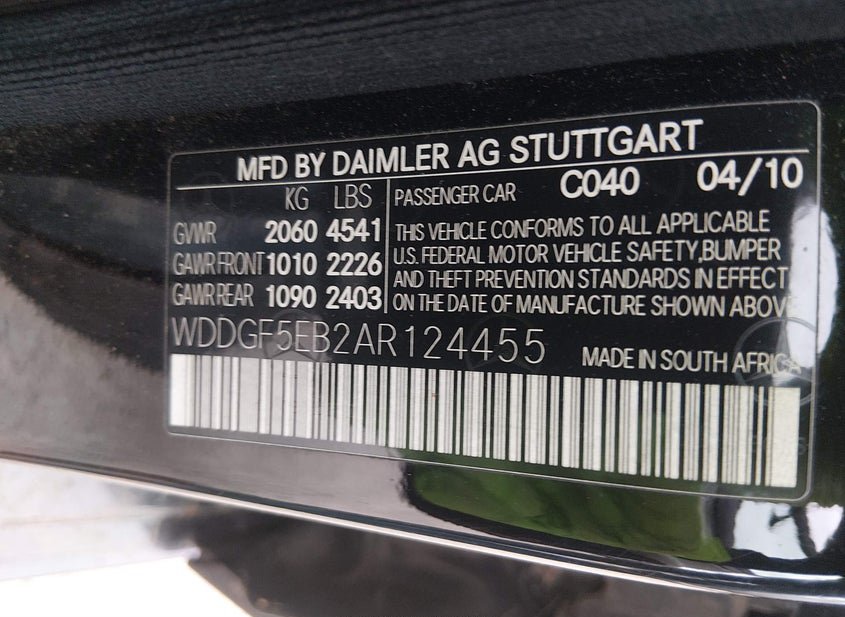 MFD BY DAIMLER AG STUTTGART
KG LBS
GVWR 2060 4541
GAWR FRONT 1010 2226
GAWR REAR 1090 2403
PASSENGER CAR C040 04/10
THIS VEHICLE CONFORMS TO ALL APPLICABLE
U.S. FEDERAL MOTOR VEHICLE SAFETY,BUMPER
AND THEFT PREVENTION STANDARDS IN EFFECT
ON THE DATE OF MANUFACTURE SHOWN ABOVE
WDDGF5EB2AR124455
MADE IN SOUTH AFRICA